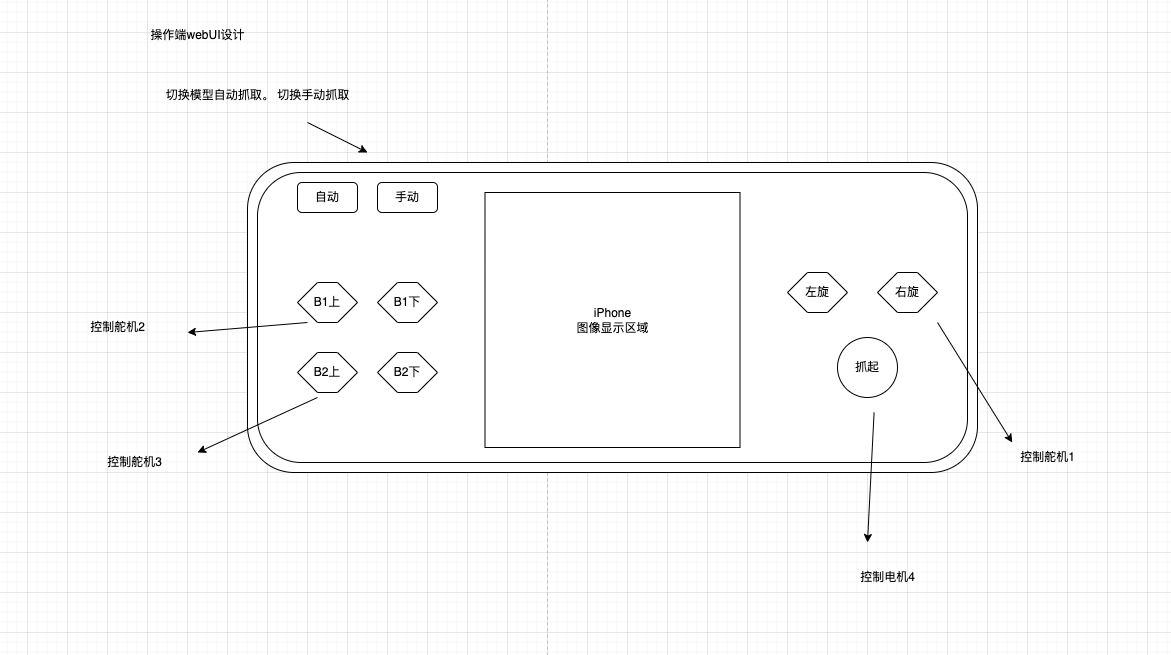 操作端webUI设计
切换模型自动抓取。 切换手动抓取
自动
手动
B1上
B1下
B2上
B2下
iPhone
图像显示区域
左旋
右旋
抓起
控制舵机2
控制舵机3
控制舵机1
控制电机4